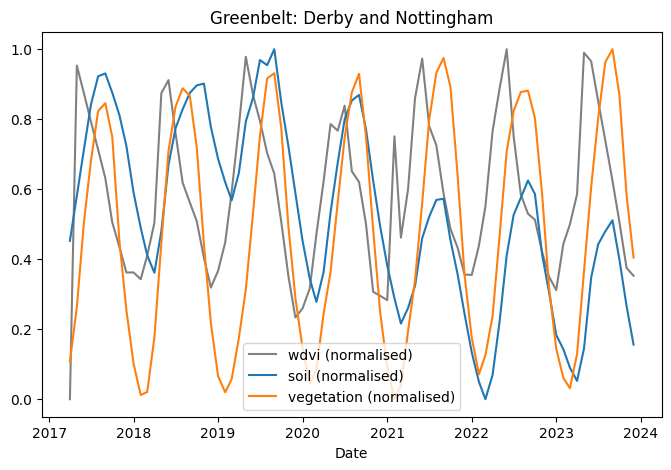 Greenbelt: Derby and Nottingham
1.0
0.8
0.6
0.4
0.2
0.0
wdvi (normalised)
soil (normalised)
vegetation (normalised)
2017 2018 2019 2020 2021 2022 2023 2024
Date